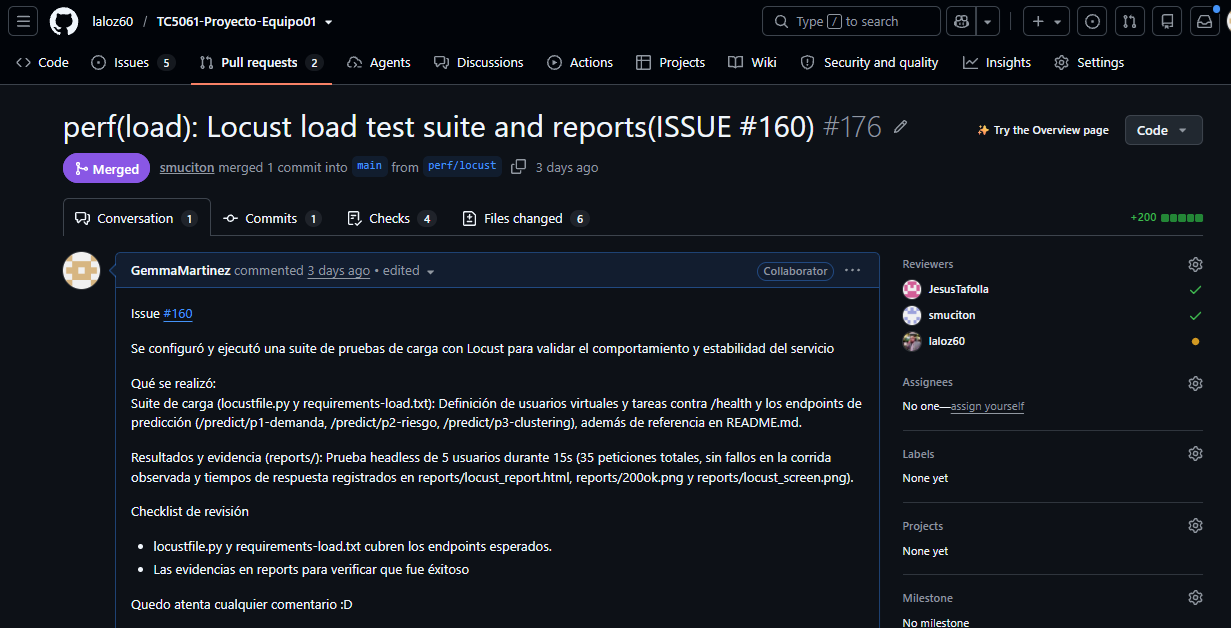 laloz60 / TC5061-Proyecto-Equipo01
Type / to search
Code
Issues 5
Pull requests 2
Agents
Discussions
Actions
Projects
Wiki
Security and quality
Insights
Settings
perf(load): Locust load test suite and reports(ISSUE #160) #176
Try the Overview page
Code
Merged
smuciton merged 1 commit into main from perf/locust 3 days ago
Conversation 1
Commits 1
Checks 4
Files changed 6
+200
GemmaMartinez commented 3 days ago • edited
Collaborator
Issue #160
Se configuró y ejecutó una suite de pruebas de carga con Locust para validar el comportamiento y estabilidad del servicio
Qué se realizó:
Suite de carga (locustfile.py y requirements-load.txt): Definición de usuarios virtuales y tareas contra /health y los endpoints de
predicción (/predict/p1-demanda, /predict/p2-riesgo, /predict/p3-clustering), además de referencia en README.md.
Resultados y evidencia (reports/): Prueba headless de 5 usuarios durante 15s (35 peticiones totales, sin fallos en la corrida
observada y tiempos de respuesta registrados en reports/locust_report.html, reports/200ok.png y reports/locust_screen.png).
Checklist de revisión
• locustfile.py y requirements-load.txt cubren los endpoints esperados.
• Las evidencias en reports para verificar que fue éxitoso
Quedo atenta cualquier comentario :D
Reviewers
JesusTafolla
smuciton
laloz60
Assignees
No one—assign yourself
Labels
None yet
Projects
None yet
Milestone
No milestone